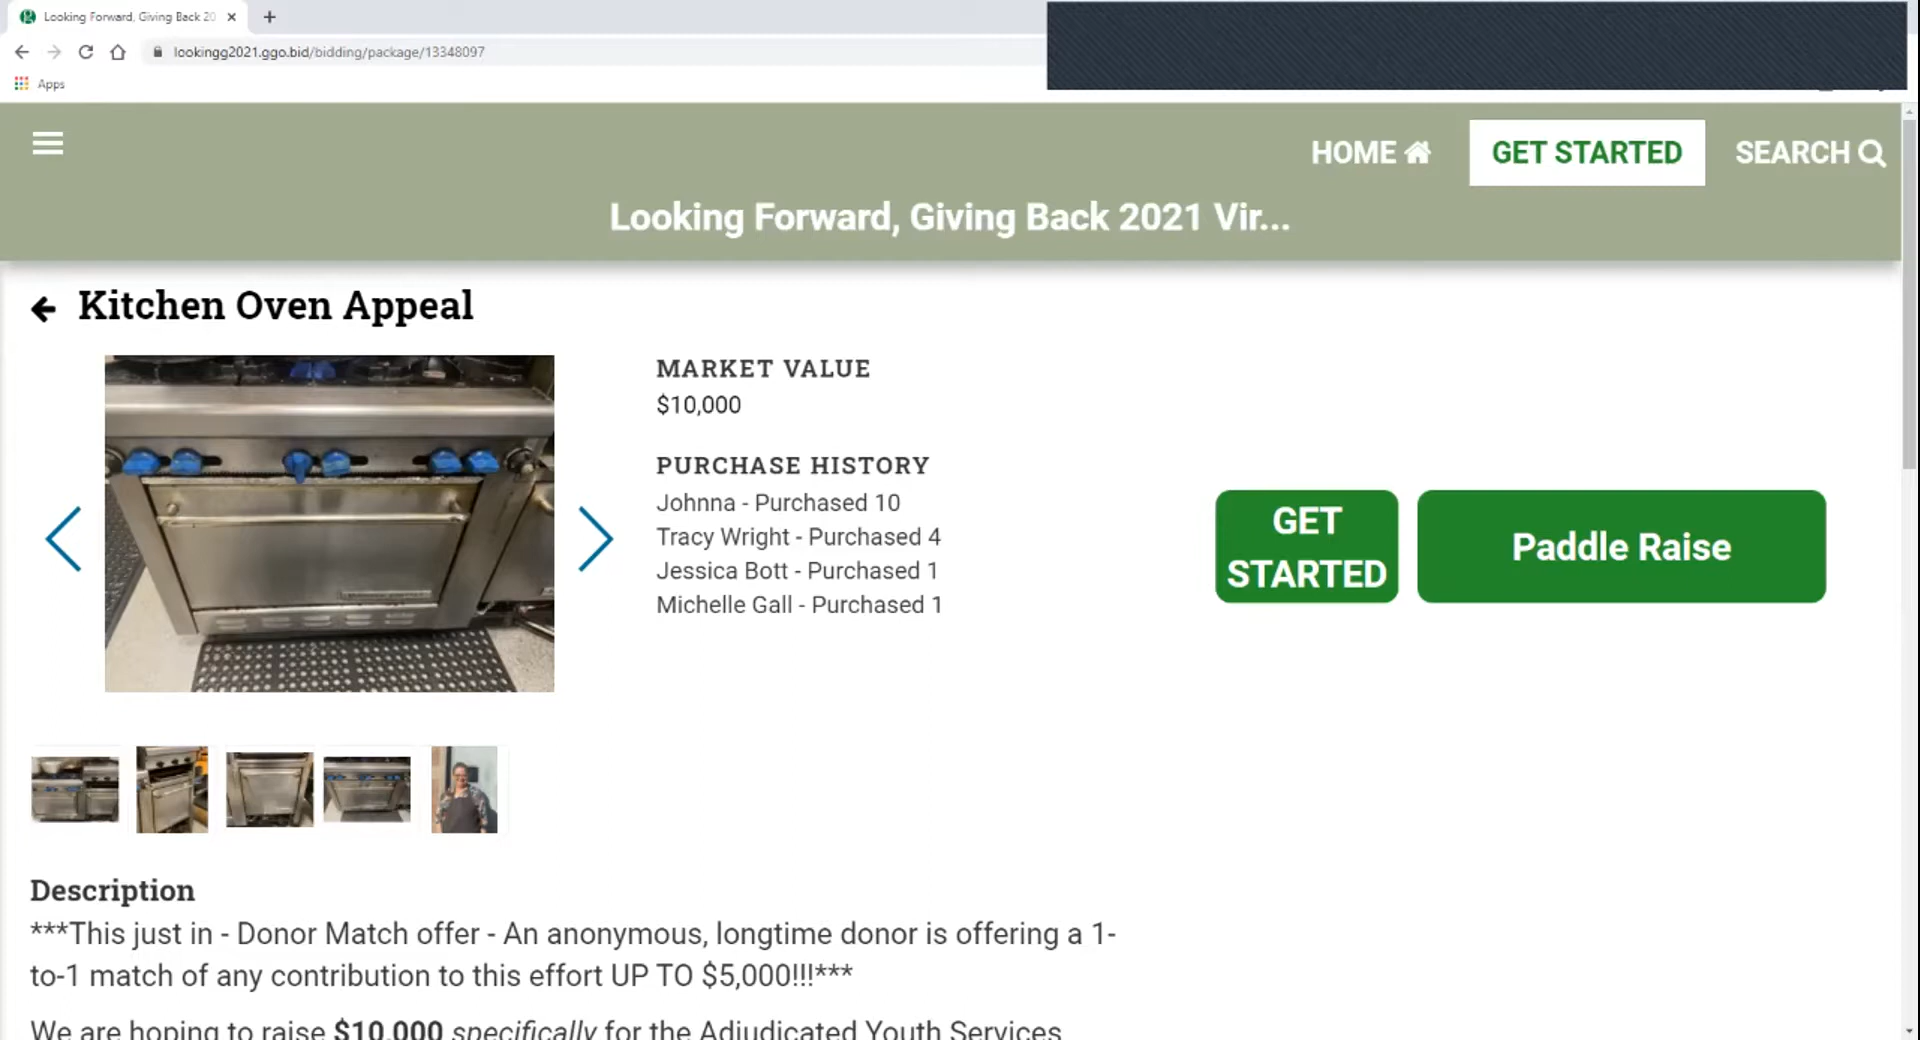 Looking Forward, Giving Back 20
lookingg2021.ggo.bid/bidding/package/13348097
Apps
HOME
GET STARTED
SEARCH
Looking Forward, Giving Back 2021 Vir...
Kitchen Oven Appeal
MARKET VALUE
$10,000
PURCHASE HISTORY
Johnna - Purchased 10
Tracy Wright - Purchased 4
Jessica Bott - Purchased 1
Michelle Gall - Purchased 1
GET
STARTED
Paddle Raise
Description
***This just in - Donor Match offer - An anonymous, longtime donor is offering a 1-
to-1 match of any contribution to this effort UP TO $5,000!!!***
We are hoping to raise $10,000 specifically for the Adjudicated Youth Services